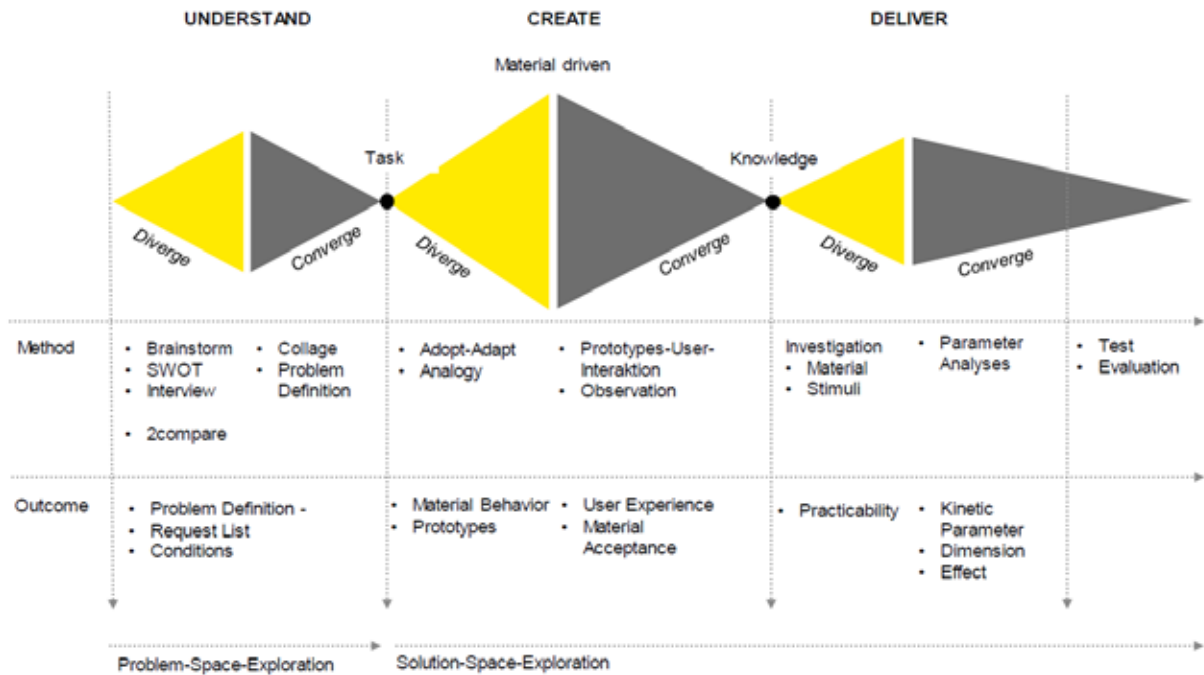 UNDERSTAND
CREATE
DELIVER
Material driven
Task
Knowledge
Diverge
Converge
Diverge
Converge
Diverge
Converge
Method
• Brainstorm
• SWOT
• Interview
• 2compare
• Collage
• Problem
Definition
• Adopt-Adapt
• Analogy
• Prototypes-User-
Interaktion
• Observation
Investigation
• Material
• Stimuli
• Parameter
Analyses
• Test
• Evaluation
Outcome
• Problem Definition -
• Request List
• Conditions
• Material Behavior
• Prototypes
• User Experience
• Material
Acceptance
• Practicability
• Kinetic
Parameter
• Dimension
• Effect
Problem-Space-Exploration
Solution-Space-Exploration